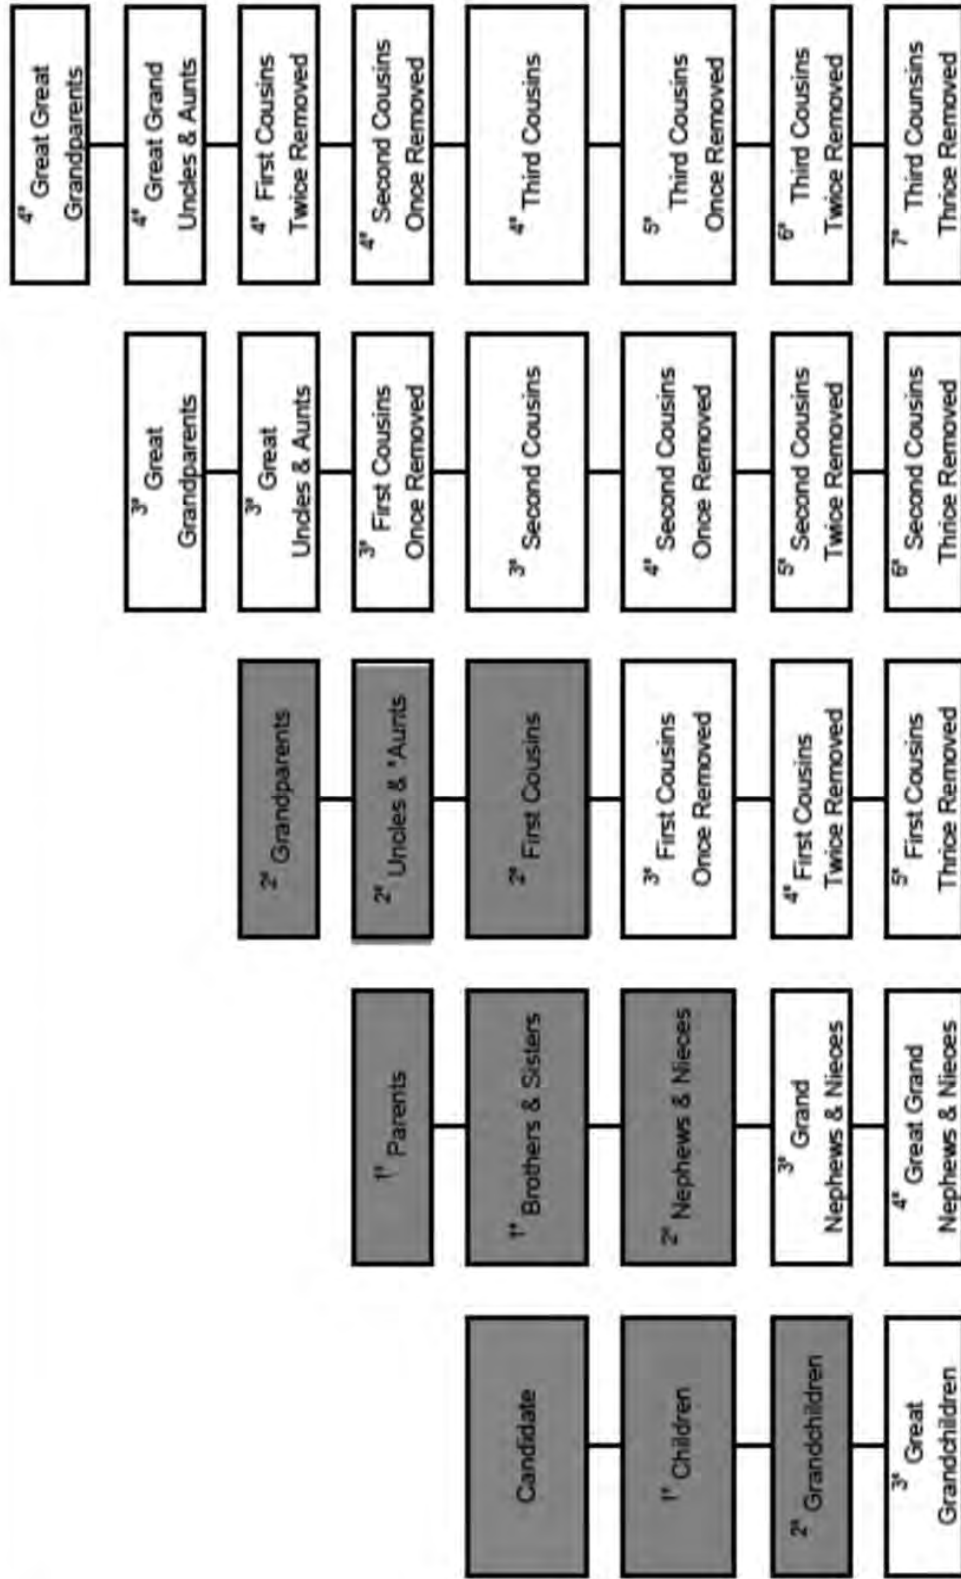 4° Great Great
Grandparents
3° Great
Grandparents
4° Great Grand
Uncles & Aunts
2° Grandparents
3° Great
Uncles & Aunts
4° First Cousins
Twice Removed
1° Parents
2° Uncles & *Aunts
3° First Cousins
Once Removed
4° Second Cousins
Once Removed
Candidate
1° Brothers & Sisters
2° First Cousins
3° Second Cousins
4° Third Cousins
1° Children
2° Nephews & Nieces
3° First Cousins
Once Removed
4° Second Cousins
Once Removed
5° Third Cousins
Once Removed
2° Grandchildren
3° Grand
Nephews & Nieces
4° First Cousins
Twice Removed
5° Second Cousins
Twice Removed
6° Third Cousins
Twice Removed
3° Great
Grandchildren
4° Great Grand
Nephews & Nieces
5° First Cousins
Thrice Removed
6° Second Cousins
Thrice Removed
7° Third Counsins
Thrice Removed